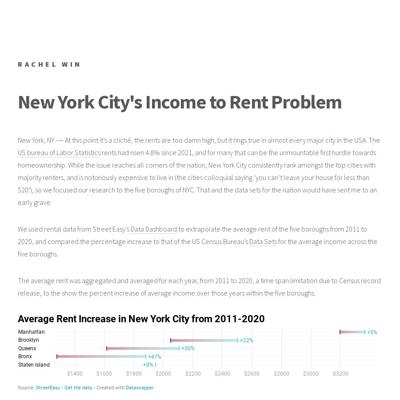 RACHEL WIN
New York City's Income to Rent Problem
New York, NY –– At this point it's a cliché, the rents are too damn high, but it rings true in almost every major city in the USA. The
US bureau of Labor Statistics rents had risen 4.8% since 2021, and for many that can be the unmountable first hurdle towards
homeownership. While the issue reaches all corners of the nation, New York City consistently rank amongst the top cities with
majority renters, and is notoriously expensive to live in (the cities colloquial saying 'you can't leave your house for less than
$20'), so we focused our research to the five boroughs of NYC. That and the data sets for the nation would have sent me to an
early grave.
We used rental data from Street Easy's Data Dashboard to extrapolate the average rent of the five boroughs from 2011 to
2020, and compared the percentage increase to that of the US Census Bureau's Data Sets for the average income across the
five boroughs.
The average rent was aggregated and averaged for each year, from 2011 to 2020, a time span limitation due to Census record
release, to the show the percent increase of average income over those years within the five boroughs.
Average Rent Increase in New York City from 2011-2020
Manhattan +5%
Brooklyn +22%
Queens +30%
Bronx +47%
Staten Island +0%
$1400 $1600 $1800 $2000 $2200 $2400 $2600 $2800 $3000 $3200
Source: StreetEasy • Get the data • Created with Datawrapper